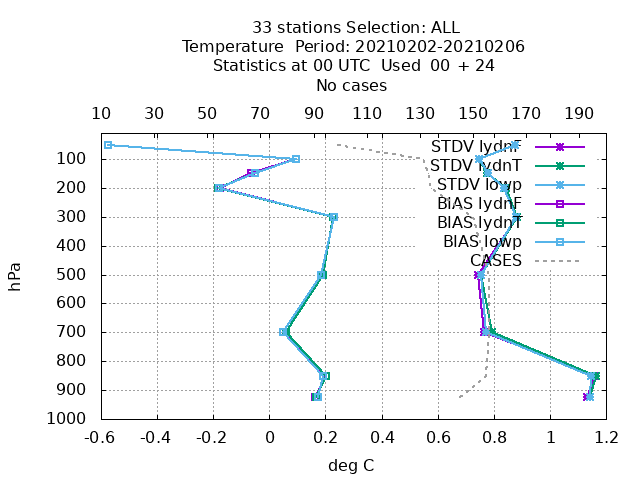 33 stations Selection: ALL
Temperature  Period: 20210202-20210206
Statistics at 00 UTC  Used  00 + 24
No cases
10 30 50 70 90 110 130 150 170 190
STDV lydnF
STDV lydnT
STDV lowp
BIAS lydnF
BIAS lydnT
BIAS lowp
CASES
100
200
300
400
500
600
700
800
900
1000
hPa
-0.6 -0.4 -0.2 0 0.2 0.4 0.6 0.8 1 1.2
deg C